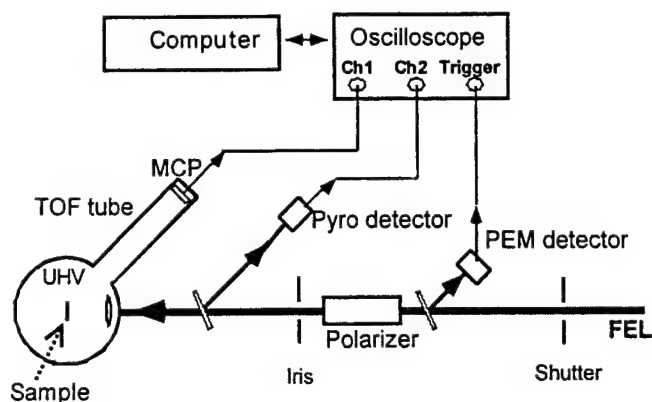 Computer
Oscilloscope
Ch1 Ch2 Trigger
MCP
TOF tube
Pyro detector
PEM detector
UHV
Polarizer
FEL
Sample
Iris
Shutter